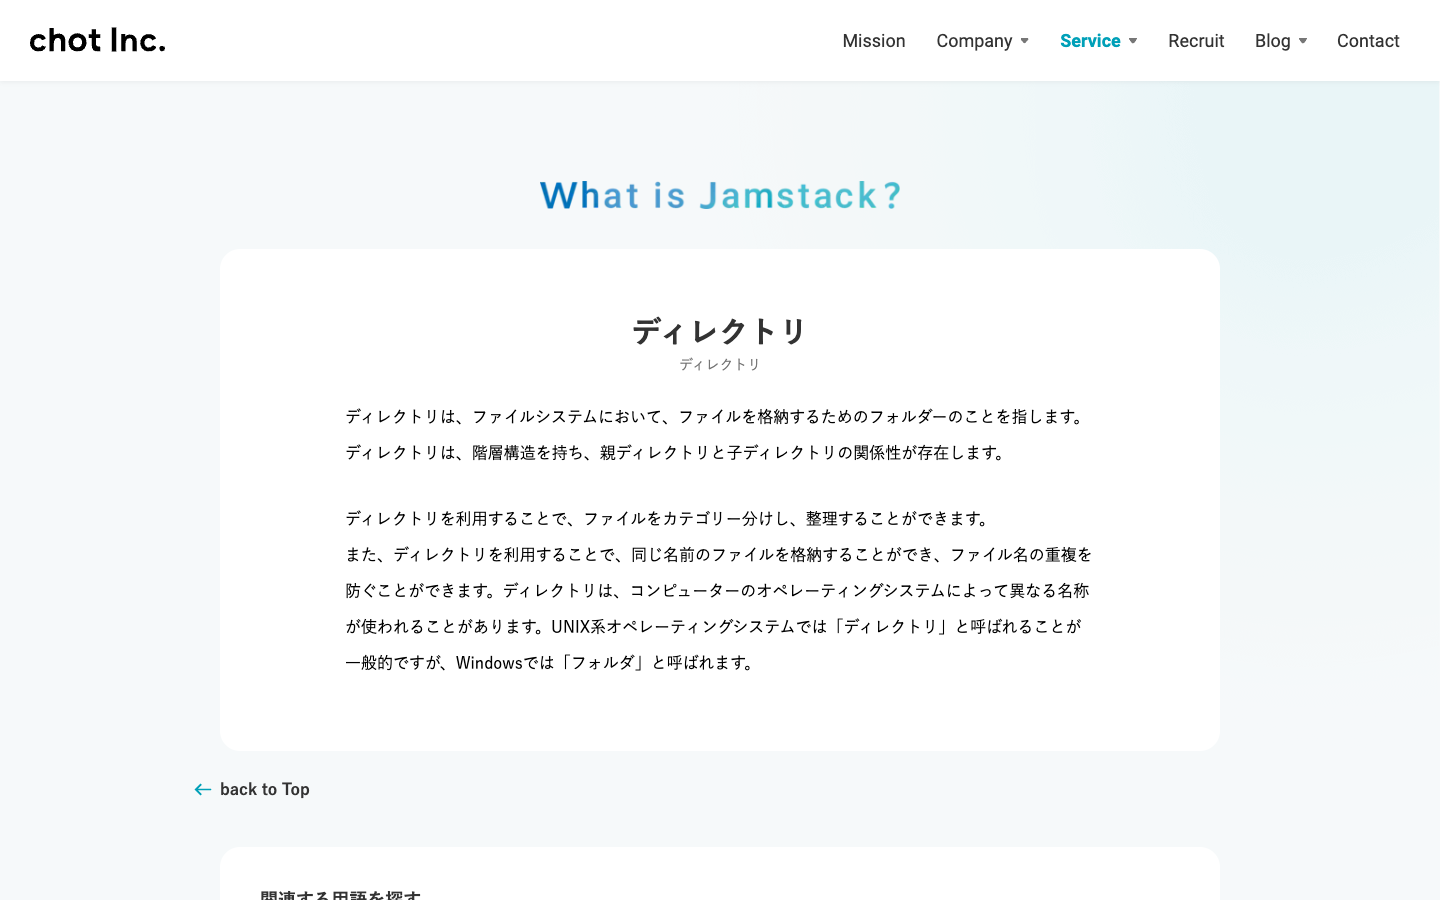 chot Inc.
Mission
Company
Service
Recruit
Blog
Contact
What is Jamstack?
ディレクトリ
ディレクトリ
ディレクトリは、ファイルシステムにおいて、ファイルを格納するためのフォルダーのことを指します。
ディレクトリは、階層構造を持ち、親ディレクトリと子ディレクトリの関係性が存在します。
ディレクトリを利用することで、ファイルをカテゴリー分けし、整理することができます。
また、ディレクトリを利用することで、同じ名前のファイルを格納することができ、ファイル名の重複を
防ぐことができます。ディレクトリは、コンピューターのオペレーティングシステムによって異なる名称
が使われることがあります。UNIX系オペレーティングシステムでは「ディレクトリ」と呼ばれることが
一般的ですが、Windowsでは「フォルダ」と呼ばれます。
back to Top
関連する用語を探す